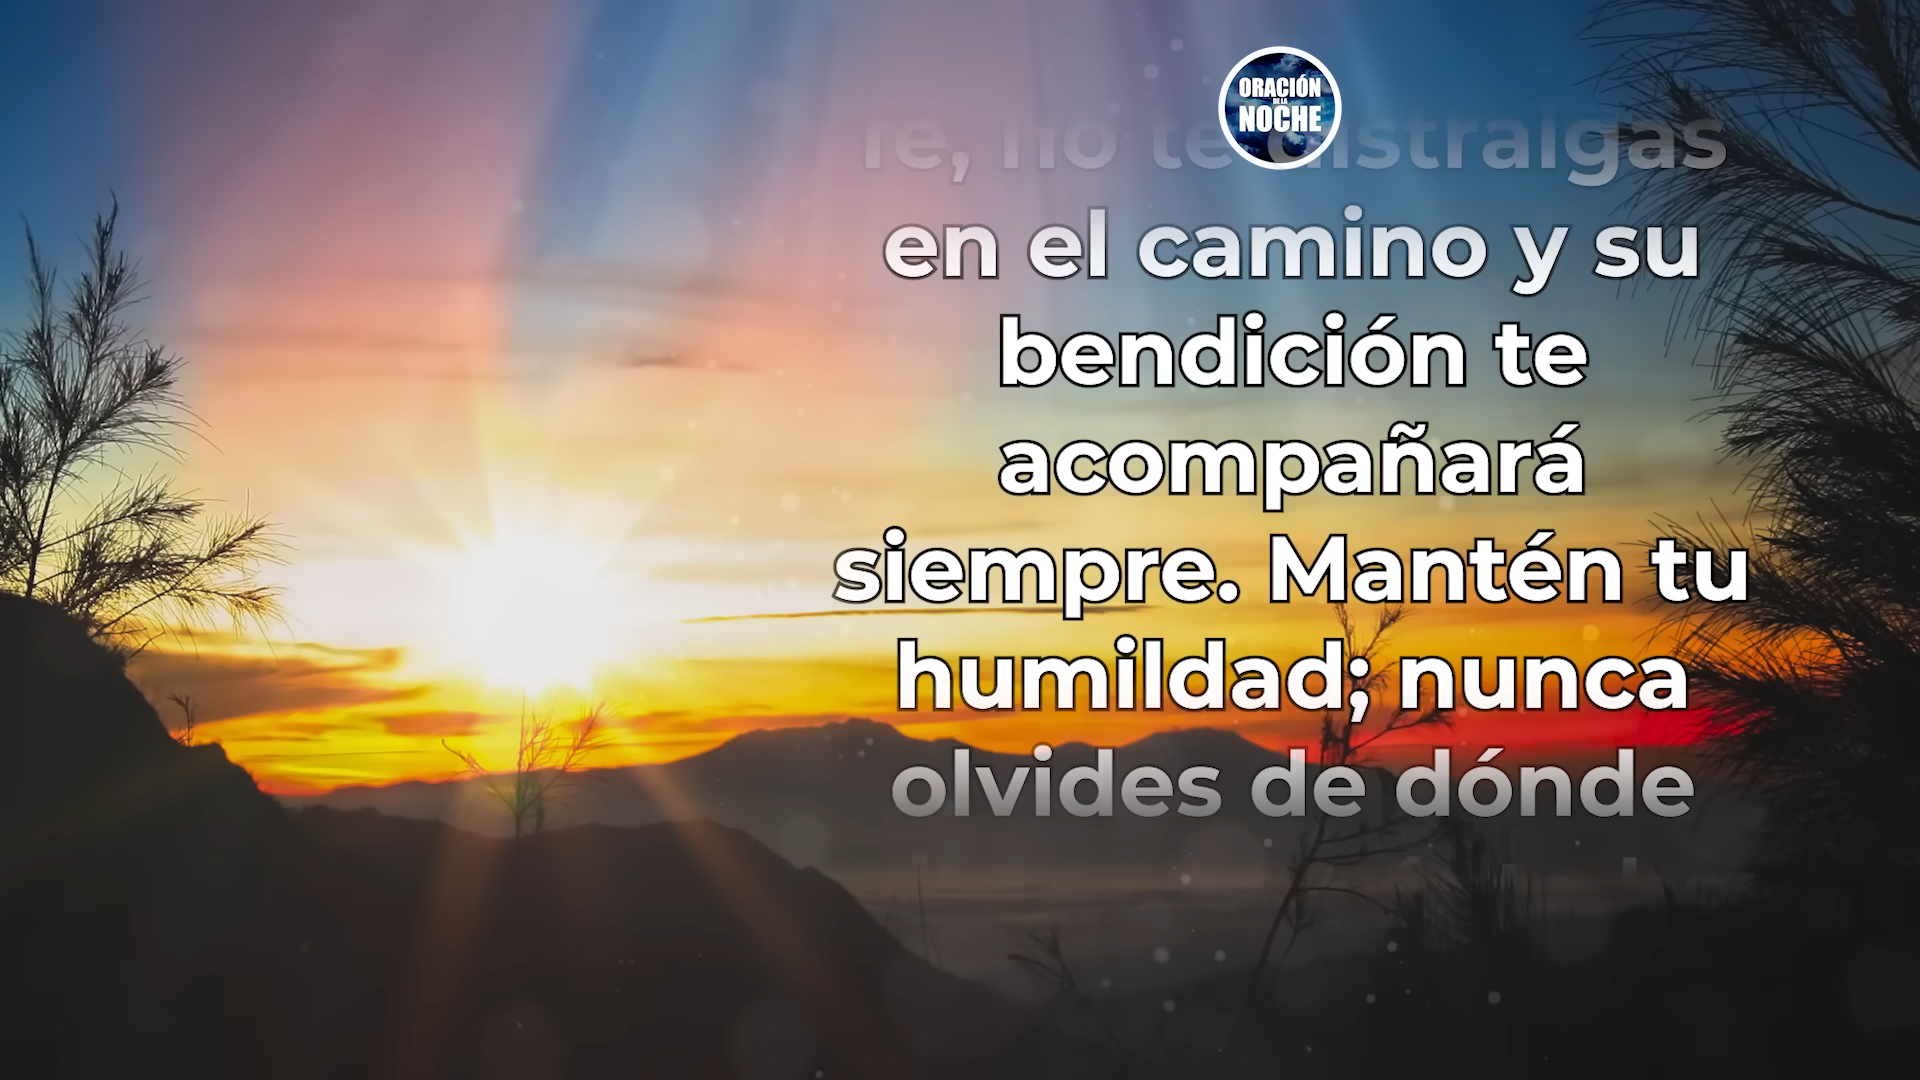 ORACIÓN
DE LA
NOCHE
fe, no te distraigas
en el camino y su
bendición te
acompañará
siempre. Mantén tu
humildad; nunca
olvides de dónde